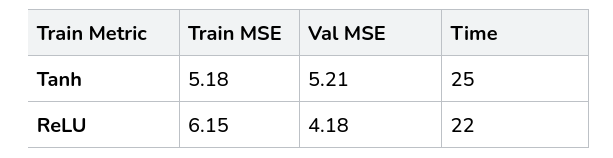 Train Metric Train MSE Val MSE Time
Tanh 5.18 5.21 25
ReLU 6.15 4.18 22